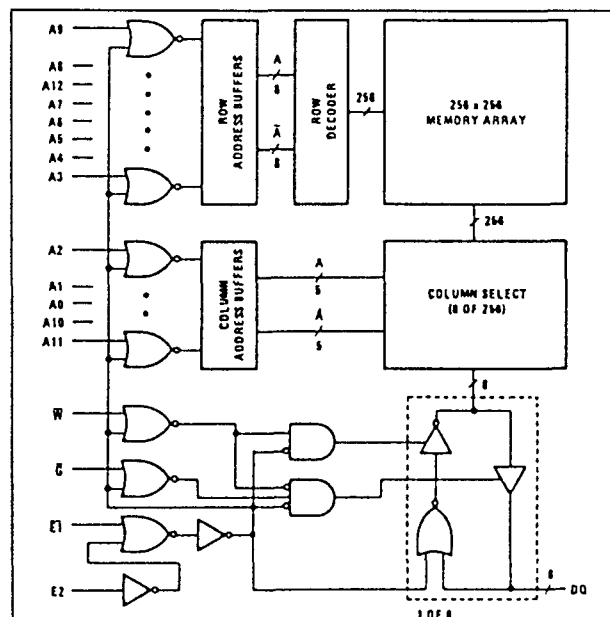 A9
A8
A12
A7
A6
A5
A4
A3
ROW
ADDRESS BUFFERS
A
8
A̅
8
ROW
DECODER
256
256 x 256
MEMORY ARRAY
256
A2
A1
A0
A10
A11
COLUMN
ADDRESS BUFFERS
A
5
A̅
5
COLUMN SELECT
(8 OF 256)
8
W̅
G̅
E̅1̅
E2
8
DQ
1 OF 8